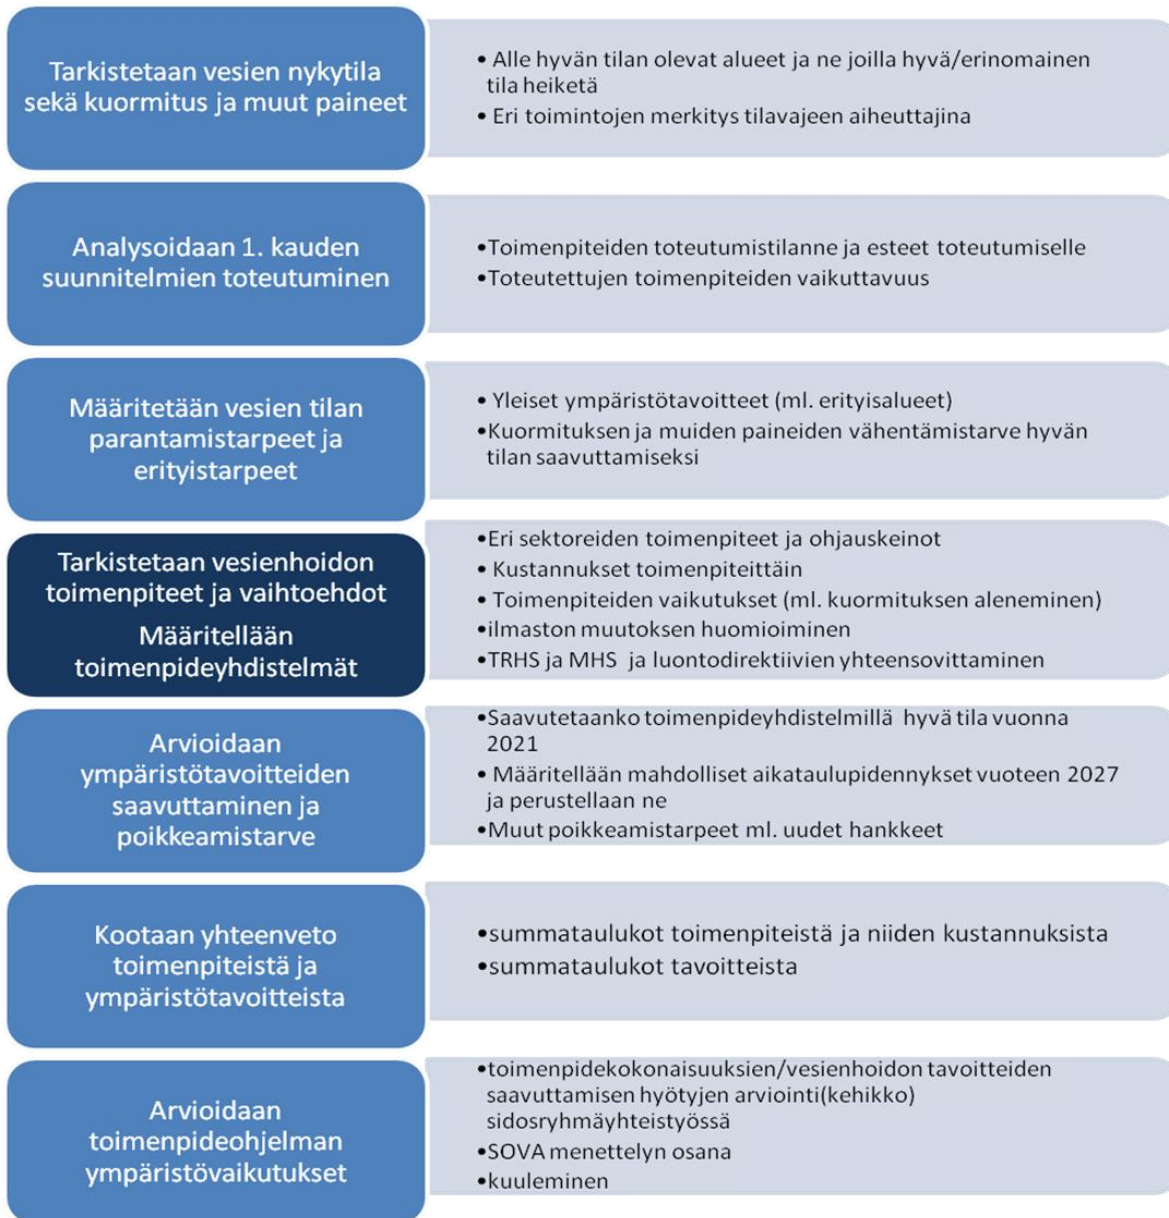 Tarkistetaan vesien nykytila
sekä kuormitus ja muut paineet
• Alle hyvän tilan olevat alueet ja ne joilla hyvä/erinomainen
tila heiketä
• Eri toimintojen merkitys tilavajeen aiheuttajina
Analysoidaan 1. kauden
suunnitelmien toteutuminen
•Toimenpiteiden toteutumistilanne ja esteet toteutumiselle
•Toteutettujen toimenpiteiden vaikuttavuus
Määritetään vesien tilan
parantamistarpeet ja
erityistarpeet
• Yleiset ympäristötavoitteet (ml. erityisalueet)
•Kuormituksen ja muiden paineiden vähentämistarve hyvän
tilan saavuttamiseksi
Tarkistetaan vesienhoidon
toimenpiteet ja vaihtoehdot
Määritellään
toimenpideyhdistelmät
•Eri sektoreiden toimenpiteet ja ohjauskeinot
• Kustannukset toimenpiteittäin
• Toimenpiteiden vaikutukset (ml. kuormituksen aleneminen)
•ilmaston muutoksen huomioiminen
•TRHS ja MHS ja luontodirektiivien yhteensovittaminen
Arvioidaan
ympäristötavoitteiden
saavuttaminen ja
poikkeamistarve
•Saavutetaanko toimenpideyhdistelmillä hyvä tila vuonna
2021
• Määritellään mahdolliset aikataulupidennykset vuoteen 2027
ja perustellaan ne
•Muut poikkeamistarpeet ml. uudet hankkeet
Kootaan yhteenveto
toimenpiteistä ja
ympäristötavoitteista
•summataulukot toimenpiteistä ja niiden kustannuksista
•summataulukot tavoitteista
Arvioidaan
toimenpideohjelman
ympäristövaikutukset
•toimenpidekokonaisuuksien/vesienhoidon tavoitteiden
saavuttamisen hyötyjen arviointi(kehikko)
sidosryhmäyhteistyössä
•SOVA menettelyn osana
•kuuleminen